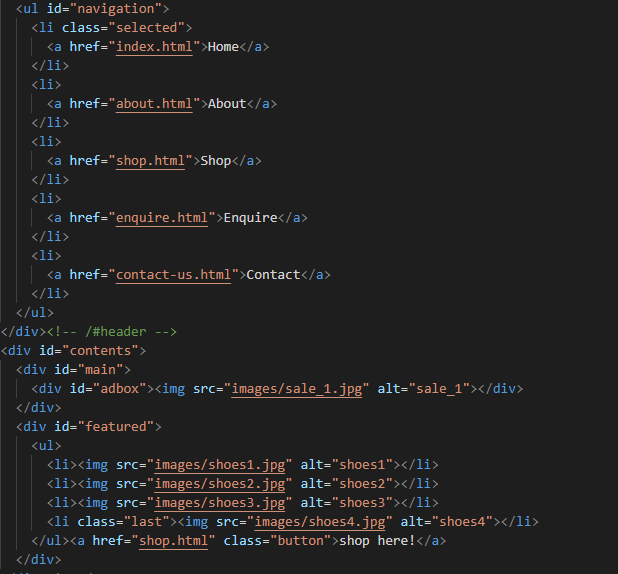 <ul id="navigation">
<li class="selected">
<a href="index.html">Home</a>
</li>
<li>
<a href="about.html">About</a>
</li>
<li>
<a href="shop.html">Shop</a>
</li>
<li>
<a href="enquire.html">Enquire</a>
</li>
<li>
<a href="contact-us.html">Contact</a>
</li>
</ul>
</div><!-- /#header -->
<div id="contents">
<div id="main">
<div id="adbox"><img src="images/sale_1.jpg" alt="sale_1"></div>
</div>
<div id="featured">
<ul>
<li><img src="images/shoes1.jpg" alt="shoes1"></li>
<li><img src="images/shoes2.jpg" alt="shoes2"></li>
<li><img src="images/shoes3.jpg" alt="shoes3"></li>
<li class="last"><img src="images/shoes4.jpg" alt="shoes4"></li>
</ul><a href="shop.html" class="button">shop here!</a>
</div>